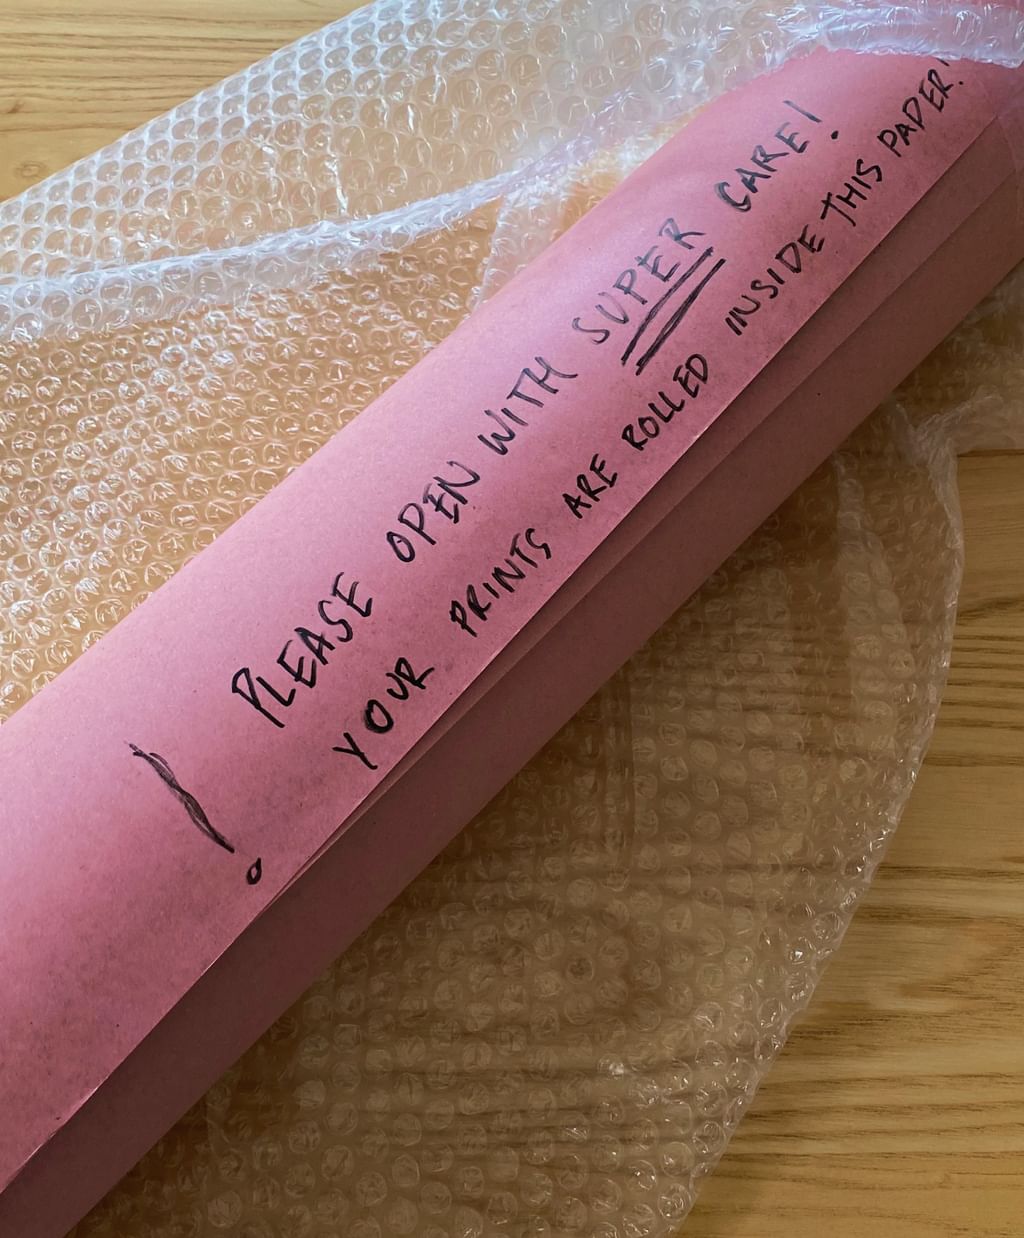 ! PLEASE OPEN WITH SUPER CARE!
YOUR PRINTS ARE ROLLED INSIDE THIS PAPER!